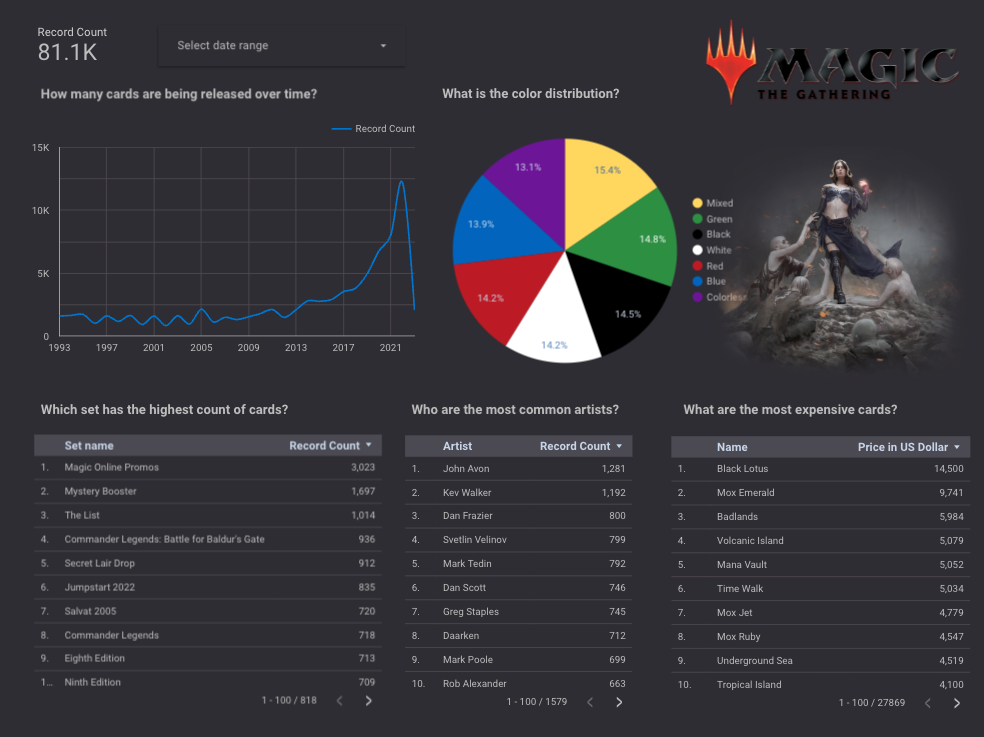 Record Count
81.1K
Select date range
MAGIC
THE GATHERING
How many cards are being released over time?
Record Count
15K
10K
5K
0
1993 1997 2001 2005 2009 2013 2017 2021
What is the color distribution?
15.4%
14.8%
14.5%
14.2%
14.2%
13.9%
13.1%
Mixed
Green
Black
White
Red
Blue
Colorless
Which set has the highest count of cards?
Set name Record Count
1. Magic Online Promos 3,023
2. Mystery Booster 1,697
3. The List 1,014
4. Commander Legends: Battle for Baldur's Gate 936
5. Secret Lair Drop 912
6. Jumpstart 2022 835
7. Salvat 2005 720
8. Commander Legends 718
9. Eighth Edition 713
1... Ninth Edition 709
1 - 100 / 818
Who are the most common artists?
Artist Record Count
1. John Avon 1,281
2. Kev Walker 1,192
3. Dan Frazier 800
4. Svetlin Velinov 799
5. Mark Tedin 792
6. Dan Scott 746
7. Greg Staples 745
8. Daarken 712
9. Mark Poole 699
10. Rob Alexander 663
1 - 100 / 1579
What are the most expensive cards?
Name Price in US Dollar
1. Black Lotus 14,500
2. Mox Emerald 9,741
3. Badlands 5,984
4. Volcanic Island 5,079
5. Mana Vault 5,052
6. Time Walk 5,034
7. Mox Jet 4,779
8. Mox Ruby 4,547
9. Underground Sea 4,519
10. Tropical Island 4,100
1 - 100 / 27869